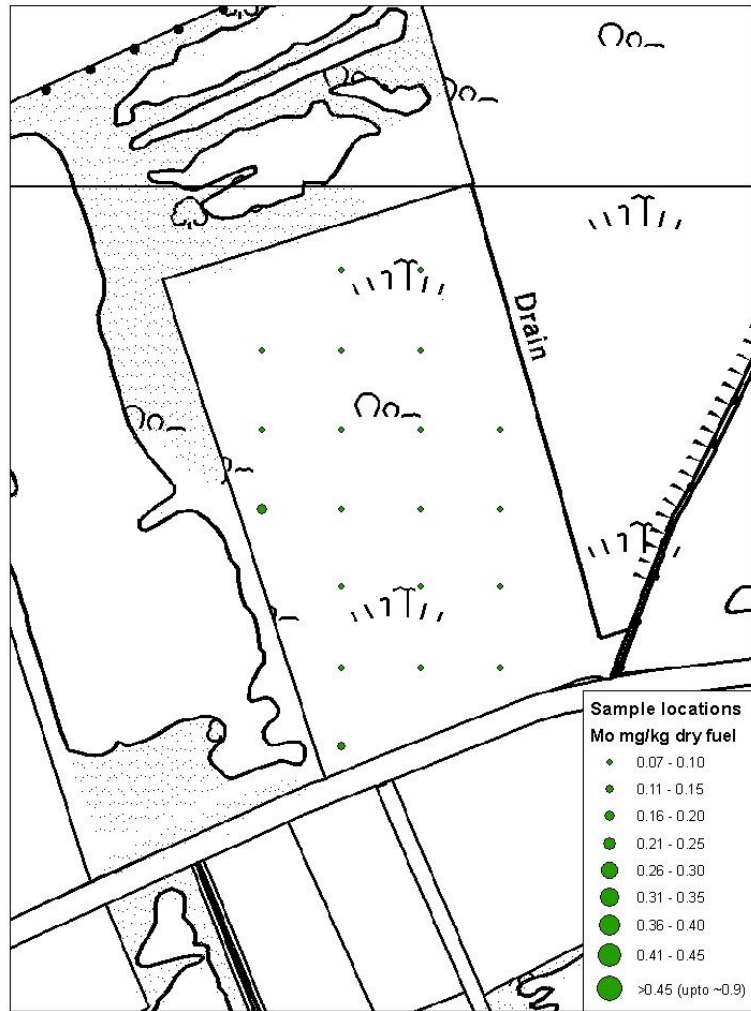 Drain
Sample locations
Mo mg/kg dry fuel
0.07 - 0.10
0.11 - 0.15
0.16 - 0.20
0.21 - 0.25
0.26 - 0.30
0.31 - 0.35
0.36 - 0.40
0.41 - 0.45
>0.45 (upto ~0.9)